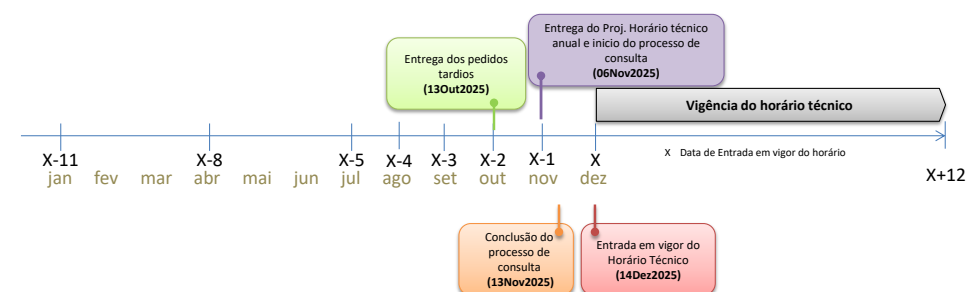 Entrega do Proj. Horário técnico
anual e inicio do processo de
consulta
(06Nov2025)
Entrega dos pedidos
tardios
(13Out2025)
Vigência do horário técnico
X-11
X-8
X-5
X-4
X-3
X-2
X-1
X
X Data de Entrada em vigor do horário
X+12
jan
fev
mar
abr
mai
jun
jul
ago
set
out
nov
dez
Conclusão do
processo de
consulta
(13Nov2025)
Entrada em vigor do
Horário Técnico
(14Dez2025)